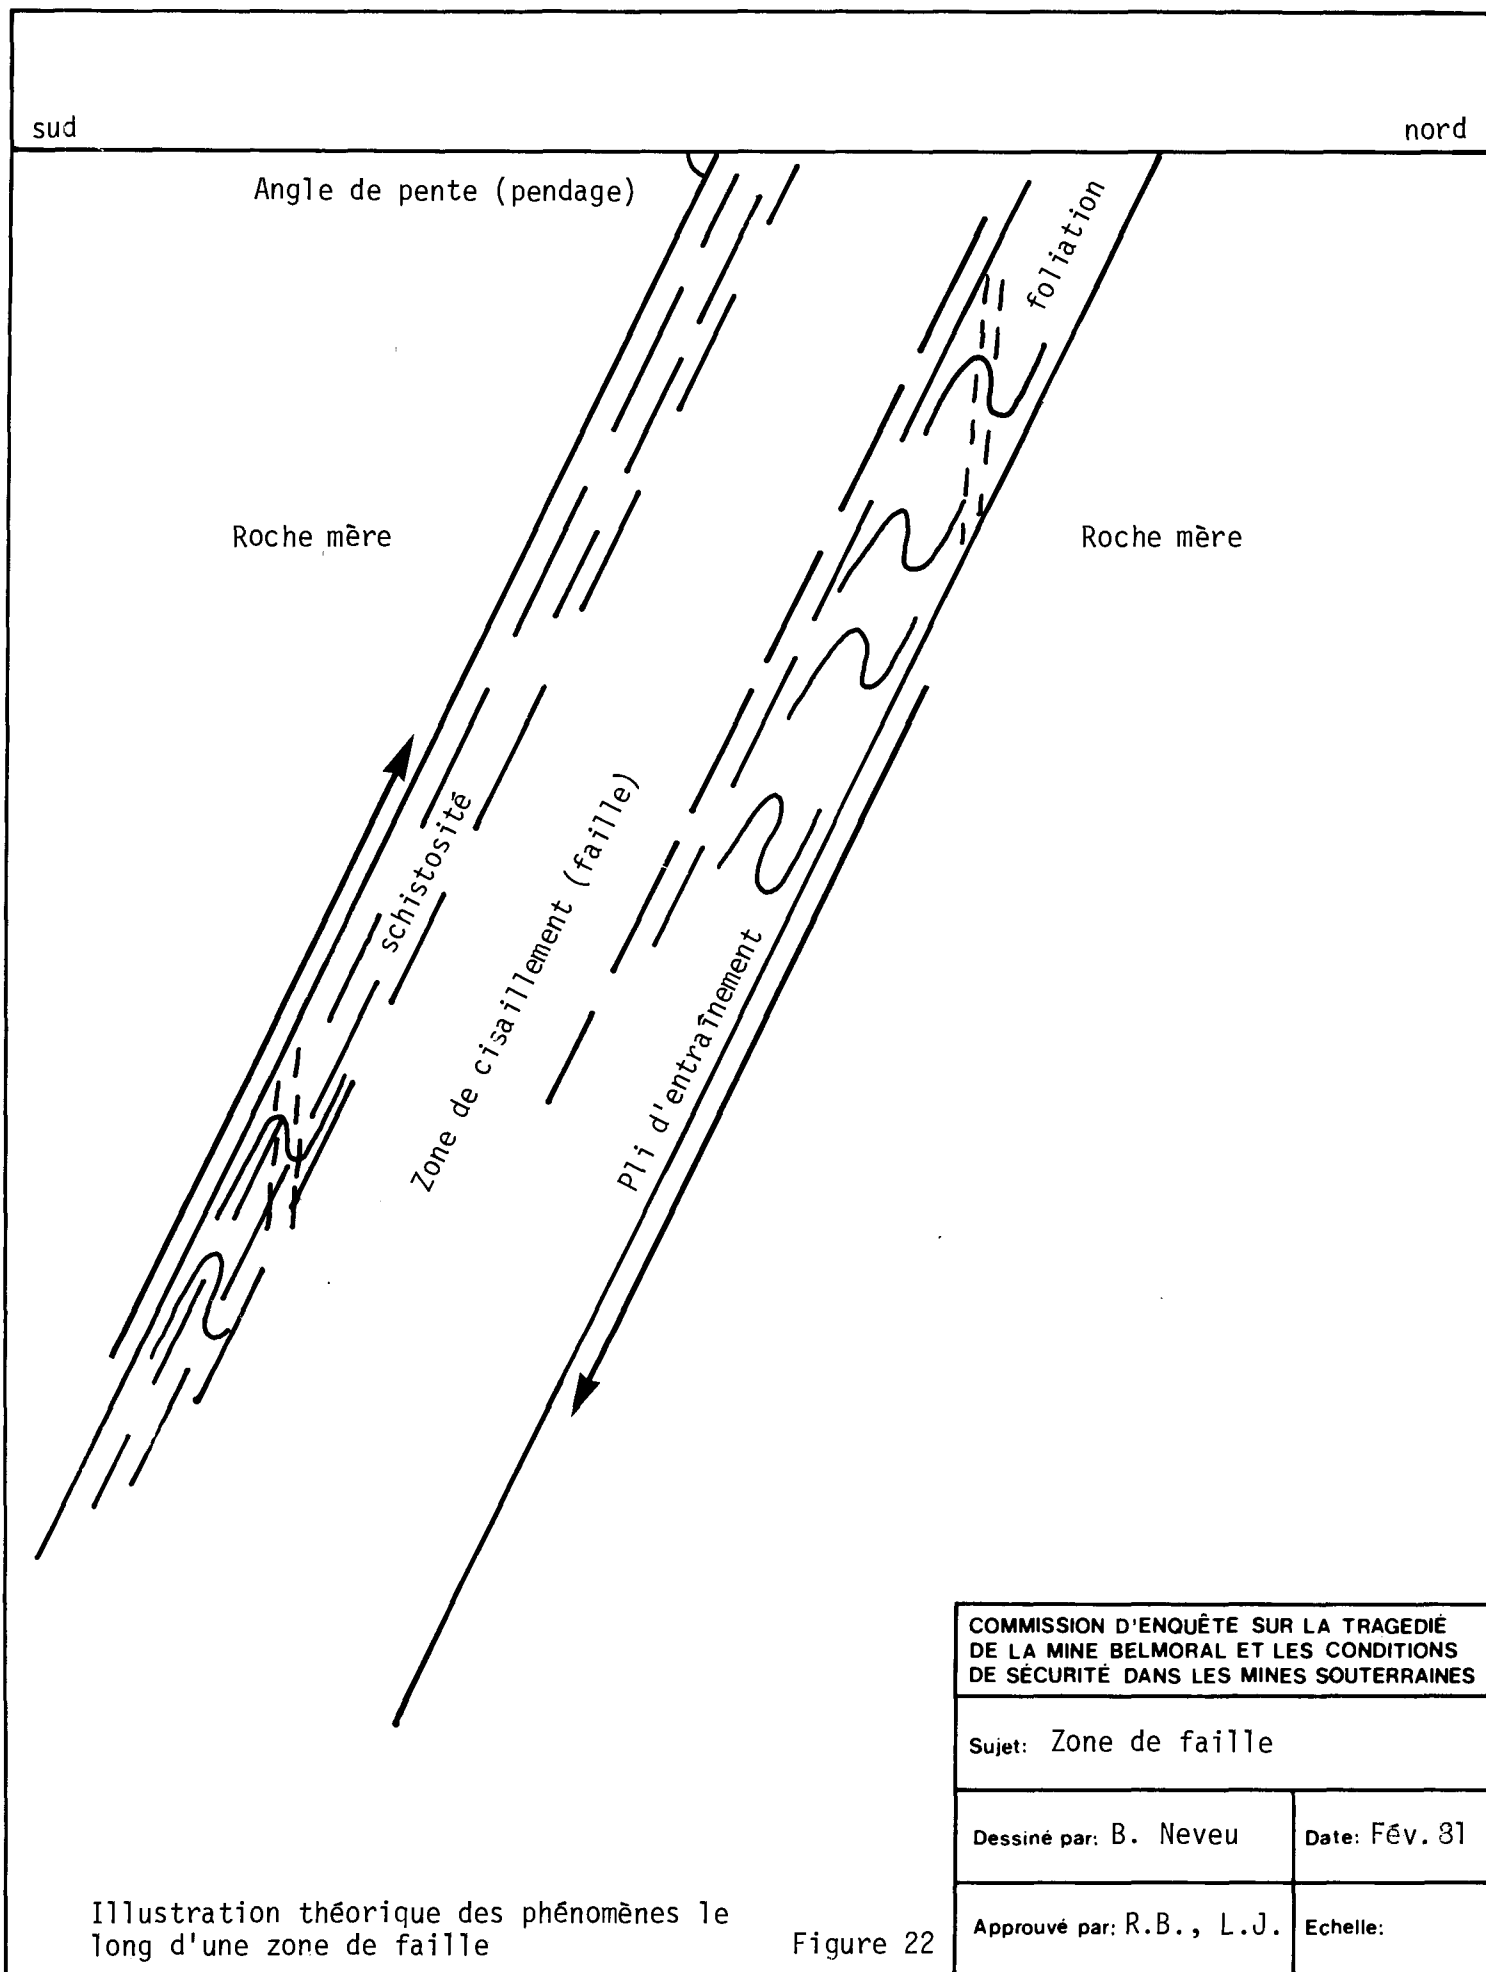 sud
nord
Angle de pente (pendage)
foliation
Roche mère
Roche mère
schistosité
Zone de cisaillement (faille)
Pli d'entraînement
COMMISSION D'ENQUÊTE SUR LA TRAGEDIÉ
DE LA MINE BELMORAL ET LES CONDITIONS
DE SÉCURITÉ DANS LES MINES SOUTERRAINES
Sujet: Zone de faille
Dessiné par: B. Neveu
Date: Fév. 81
Approuvé par: R.B., L.J.
Echelle:
Illustration théorique des phénomènes le
long d'une zone de faille
Figure 22